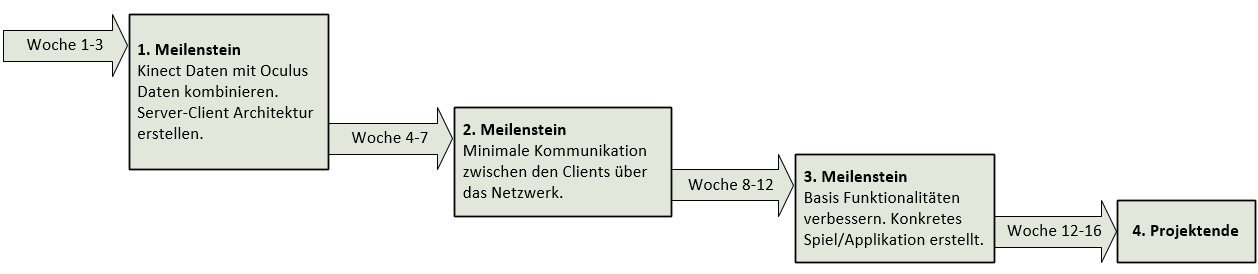 Woche 1-3
1. Meilenstein
Kinect Daten mit Oculus
Daten kombinieren.
Server-Client Architektur
erstellen.
Woche 4-7
2. Meilenstein
Minimale Kommunikation
zwischen den Clients über
das Netzwerk.
Woche 8-12
3. Meilenstein
Basis Funktionalitäten
verbessern. Konkretes
Spiel/Applikation erstellt.
Woche 12-16
4. Projektende